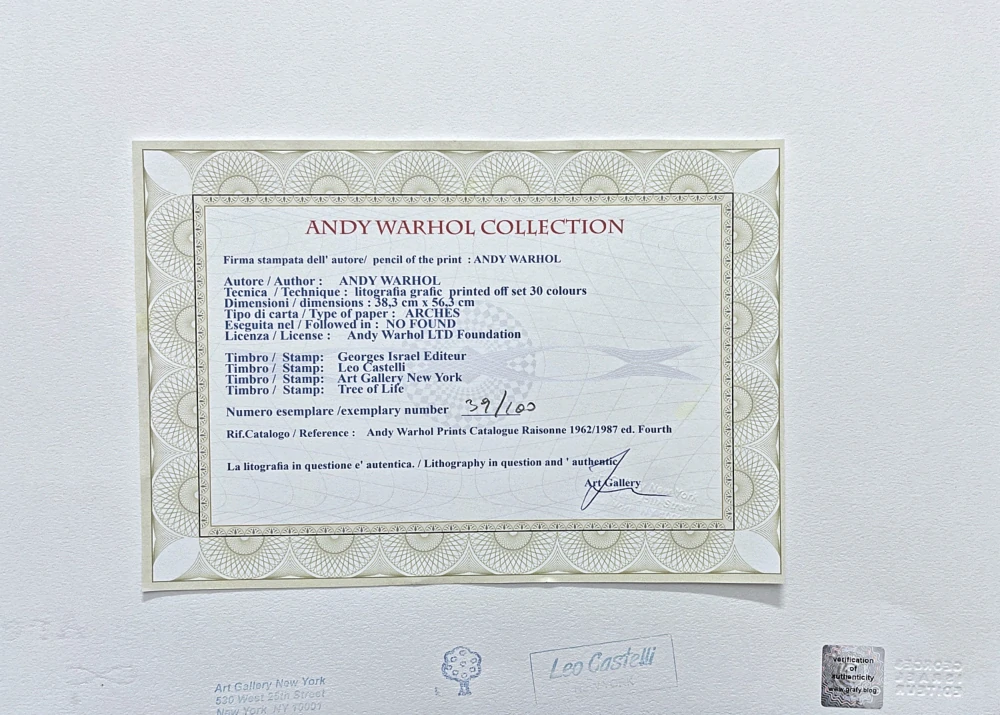 ANDY WARHOL COLLECTION
Firma stampata dell' autore/ pencil of the print : ANDY WARHOL
Autore / Author : ANDY WARHOL
Tecnica / Technique : litografia grafic printed off set 30 colours
Dimensioni / dimensions : 38,3 cm x 56,3 cm
Tipo di carta / Type of paper : ARCHES
Eseguita nel / Followed in : NO FOUND
Licenza / License : Andy Warhol LTD Foundation
Timbro / Stamp: Georges Israel Editeur
Timbro / Stamp: Leo Castelli
Timbro / Stamp: Art Gallery New York
Timbro / Stamp: Tree of Life
Numero esemplare /exemplary number 39/100
Rif.Catalogo / Reference : Andy Warhol Prints Catalogue Raisonne 1962/1987 ed. Fourth
La litografia in questione e' autentica. / Lithography in question and ' authentic
Art Gallery
Art Gallery New York
530 West 25th Street
New York, NY 10001
Leo Castelli
verification
of
authenticity
www.grafy.blog
GEORGES
ISRAEL
EDITEUR